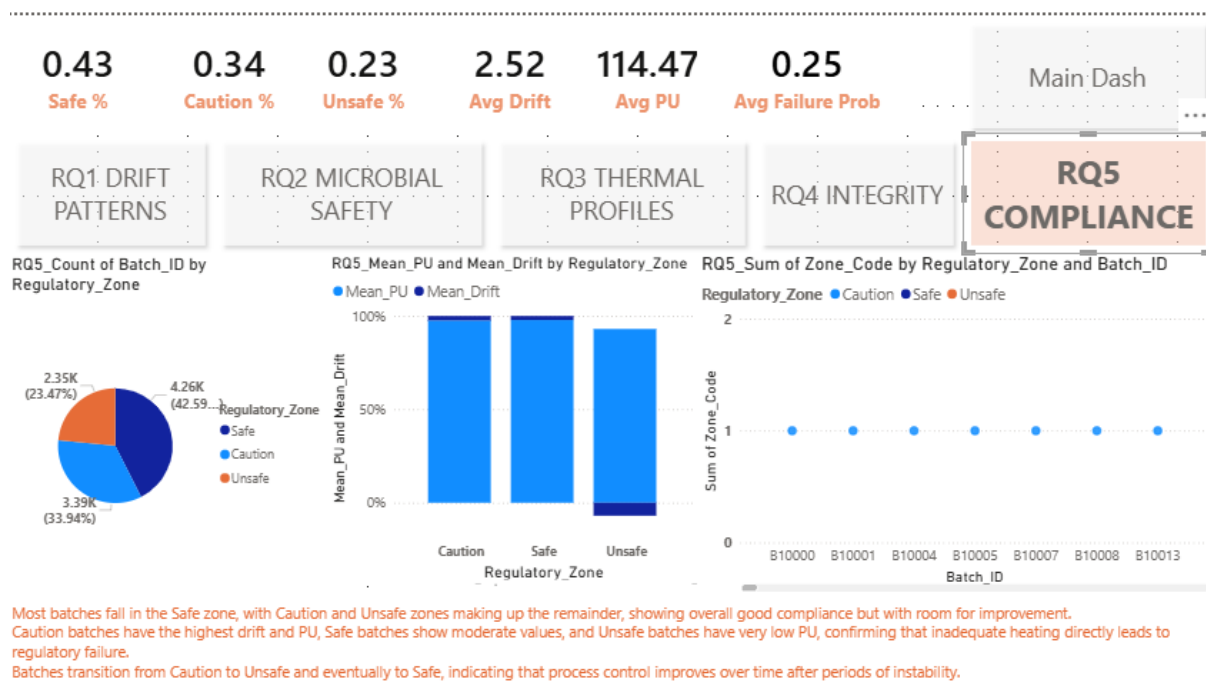 0.43 0.34 0.23 2.52 114.47 0.25
Safe % Caution % Unsafe % Avg Drift Avg PU Avg Failure Prob
Main Dash
RQ1 DRIFT
PATTERNS
RQ2 MICROBIAL
SAFETY
RQ3 THERMAL
PROFILES
RQ4 INTEGRITY
RQ5
COMPLIANCE
RQ5_Count of Batch_ID by
Regulatory_Zone
2.35K
(23.47%)
4.26K
(42.59...)
3.39K
(33.94%)
Regulatory_Zone
Safe
Caution
Unsafe
RQ5_Mean_PU and Mean_Drift by Regulatory_Zone
Mean_PU Mean_Drift
Mean_PU and Mean_Drift
100%
50%
0%
Caution Safe Unsafe
Regulatory_Zone
RQ5_Sum of Zone_Code by Regulatory_Zone and Batch_ID
Regulatory_Zone Caution Safe Unsafe
Sum of Zone_Code
2
1
0
B10000 B10001 B10004 B10005 B10007 B10008 B10013
Batch_ID
Most batches fall in the Safe zone, with Caution and Unsafe zones making up the remainder, showing overall good compliance but with room for improvement.
Caution batches have the highest drift and PU, Safe batches show moderate values, and Unsafe batches have very low PU, confirming that inadequate heating directly leads to
regulatory failure.
Batches transition from Caution to Unsafe and eventually to Safe, indicating that process control improves over time after periods of instability.